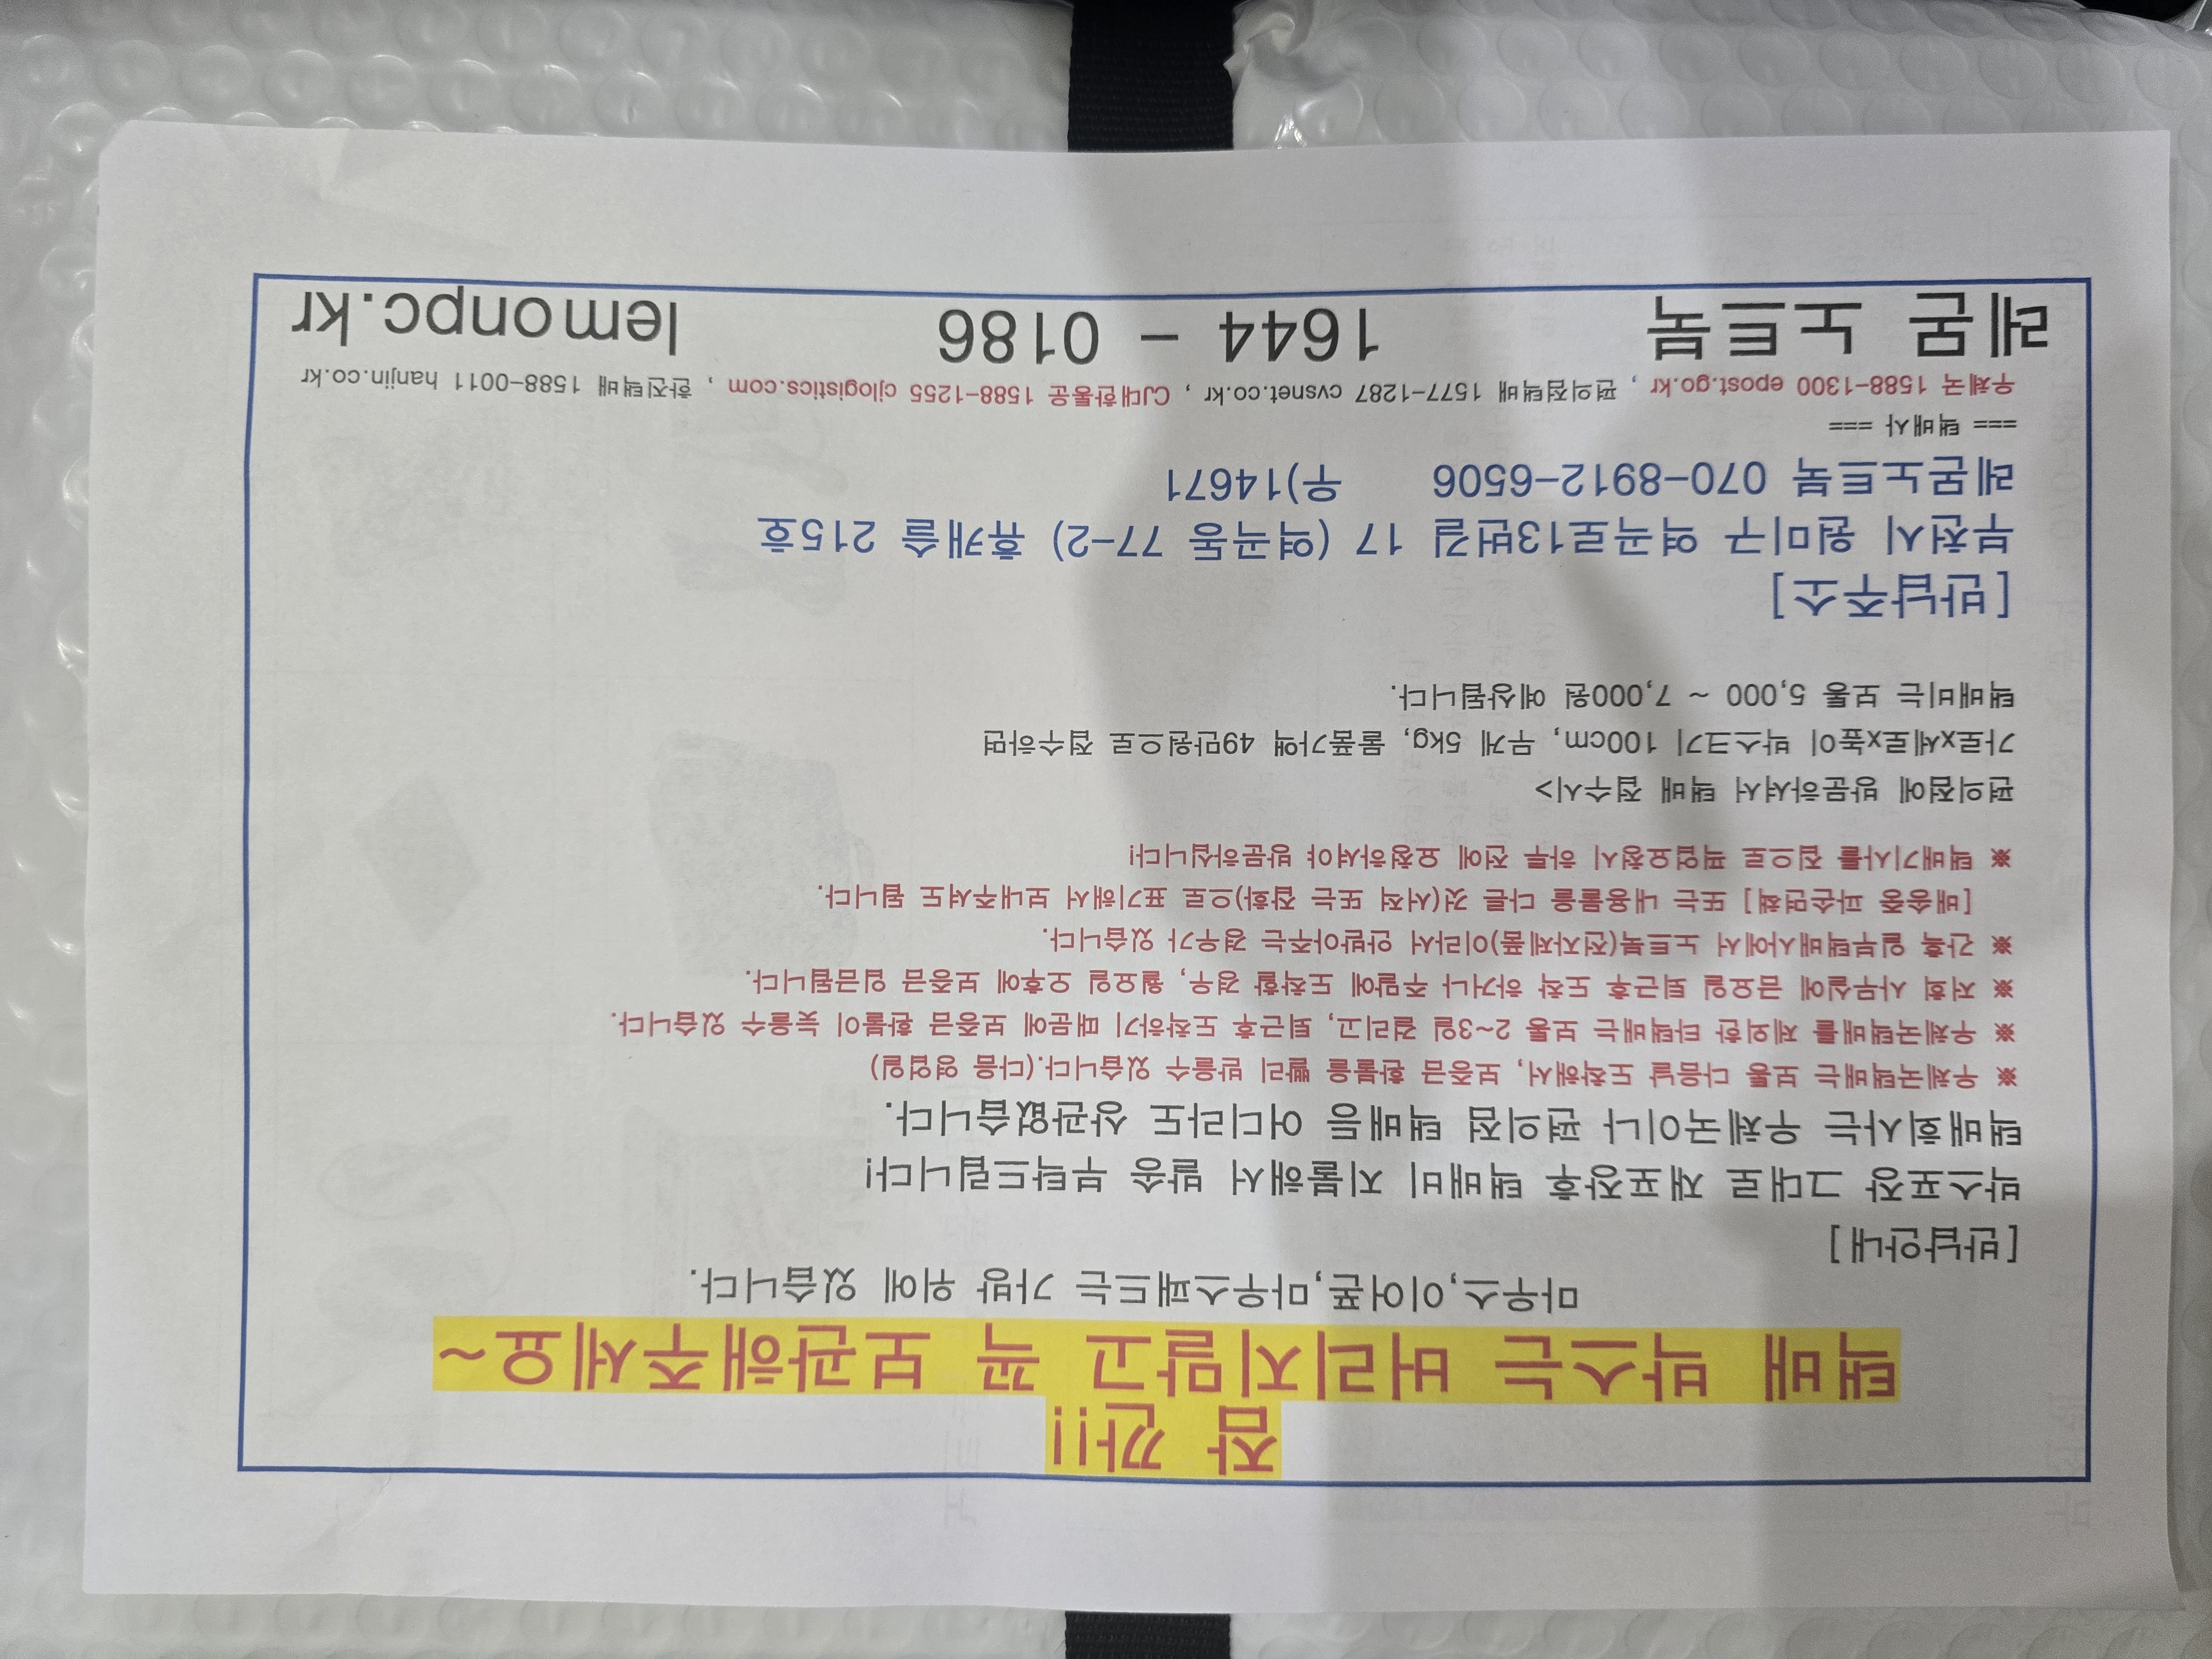 잠 깐!!
택배 박스는 버리지말고 꼭 보관해주세요~
마우스,이어폰,마우스패드는 가방 위에 있습니다.
[반납안내]
박스포장 그대로 재포장후 택배비 지불해서 발송 부탁드립니다!
택배회사는 우체국이나 편의점 택배등 어디라도 상관없습니다.
※ 우체국택배는 보통 다음날 도착해서, 보증금 환불을 빨리 받을수 있습니다.(다음 영업일)
※ 우체국택배를 제외한 타택배는 보통 2~3일 걸리고, 퇴근후 도착하기 때문에 보증금 환불이 늦을수 있습니다.
※ 저희 사무실에 금요일 퇴근후 도착 하거나 주말에 도착할 경우, 월요일 오후에 보증금 입금됩니다.
※ 간혹 일부택배사에서 노트북(전자제품)이라서 안받아주는 경우가 있습니다.
[배송중 파손면책] 또는 내용물을 다른 것(서적 또는 잡화)으로 표기해서 보내주셔도 됩니다.
※ 택배기사를 집으로 픽업요청시 하루 전에 요청하셔야 방문하십니다!
편의점에 방문하셔서 택배 접수시>
가로x세로x높이 박스크기 100cm, 무게 5kg, 물품가액 49만원으로 접수하면
택배비는 보통 5,000 ~ 7,000원 예상됩니다.
[반납주소]
부천시 원미구 역곡로13번길 17 (역곡동 77-2) 휴캐슬 215호
레몬노트북 070-8912-6506 우)14671
=== 택배사 ===
우체국 1588-1300 epost.go.kr , 편의점택배 1577-1287 cvsnet.co.kr , CJ대한통운 1588-1255 cjlogistics.com , 한진택배 1588-0011 hanjin.co.kr
레몬 노트북 1644 - 0186 lemonpc.kr